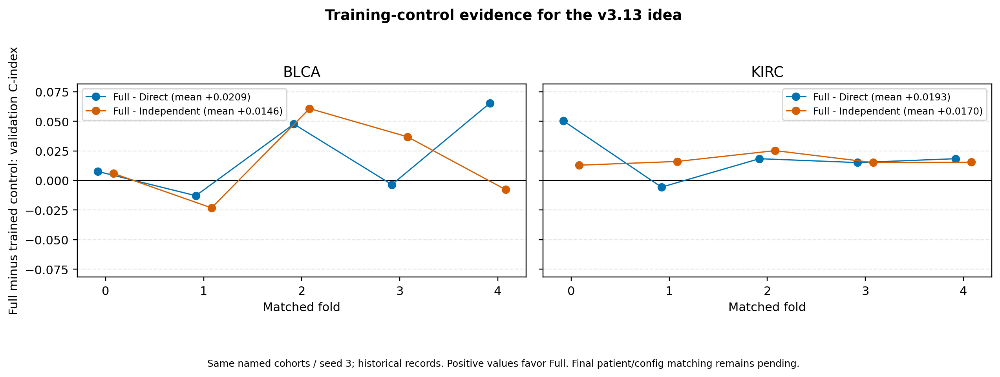 Training-control evidence for the v3.13 idea
Full minus trained control: validation C-index
BLCA
0.075
0.050
0.025
0.000
−0.025
−0.050
−0.075
Full - Direct (mean +0.0209)
Full - Independent (mean +0.0146)
0 1 2 3 4
Matched fold
KIRC
Full - Direct (mean +0.0193)
Full - Independent (mean +0.0170)
0 1 2 3 4
Matched fold
Same named cohorts / seed 3; historical records. Positive values favor Full. Final patient/config matching remains pending.